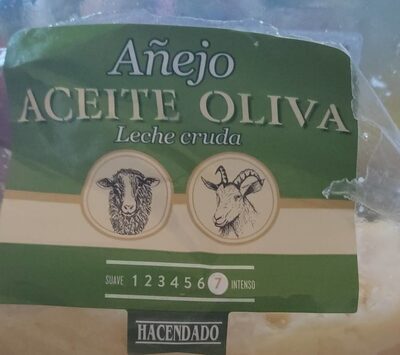 Añejo
ACEITE OLIVA
Leche cruda
SUAVE 1 2 3 4 5 6 7 INTENSO
HACENDADO